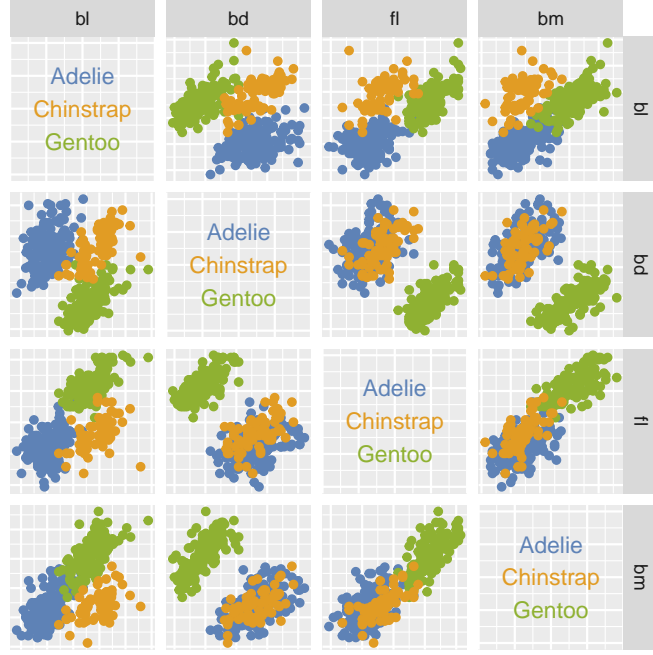 bl bd fl bm
Adelie
Chinstrap
Gentoo
bl
Adelie
Chinstrap
Gentoo
bd
Adelie
Chinstrap
Gentoo
fl
Adelie
Chinstrap
Gentoo
bm